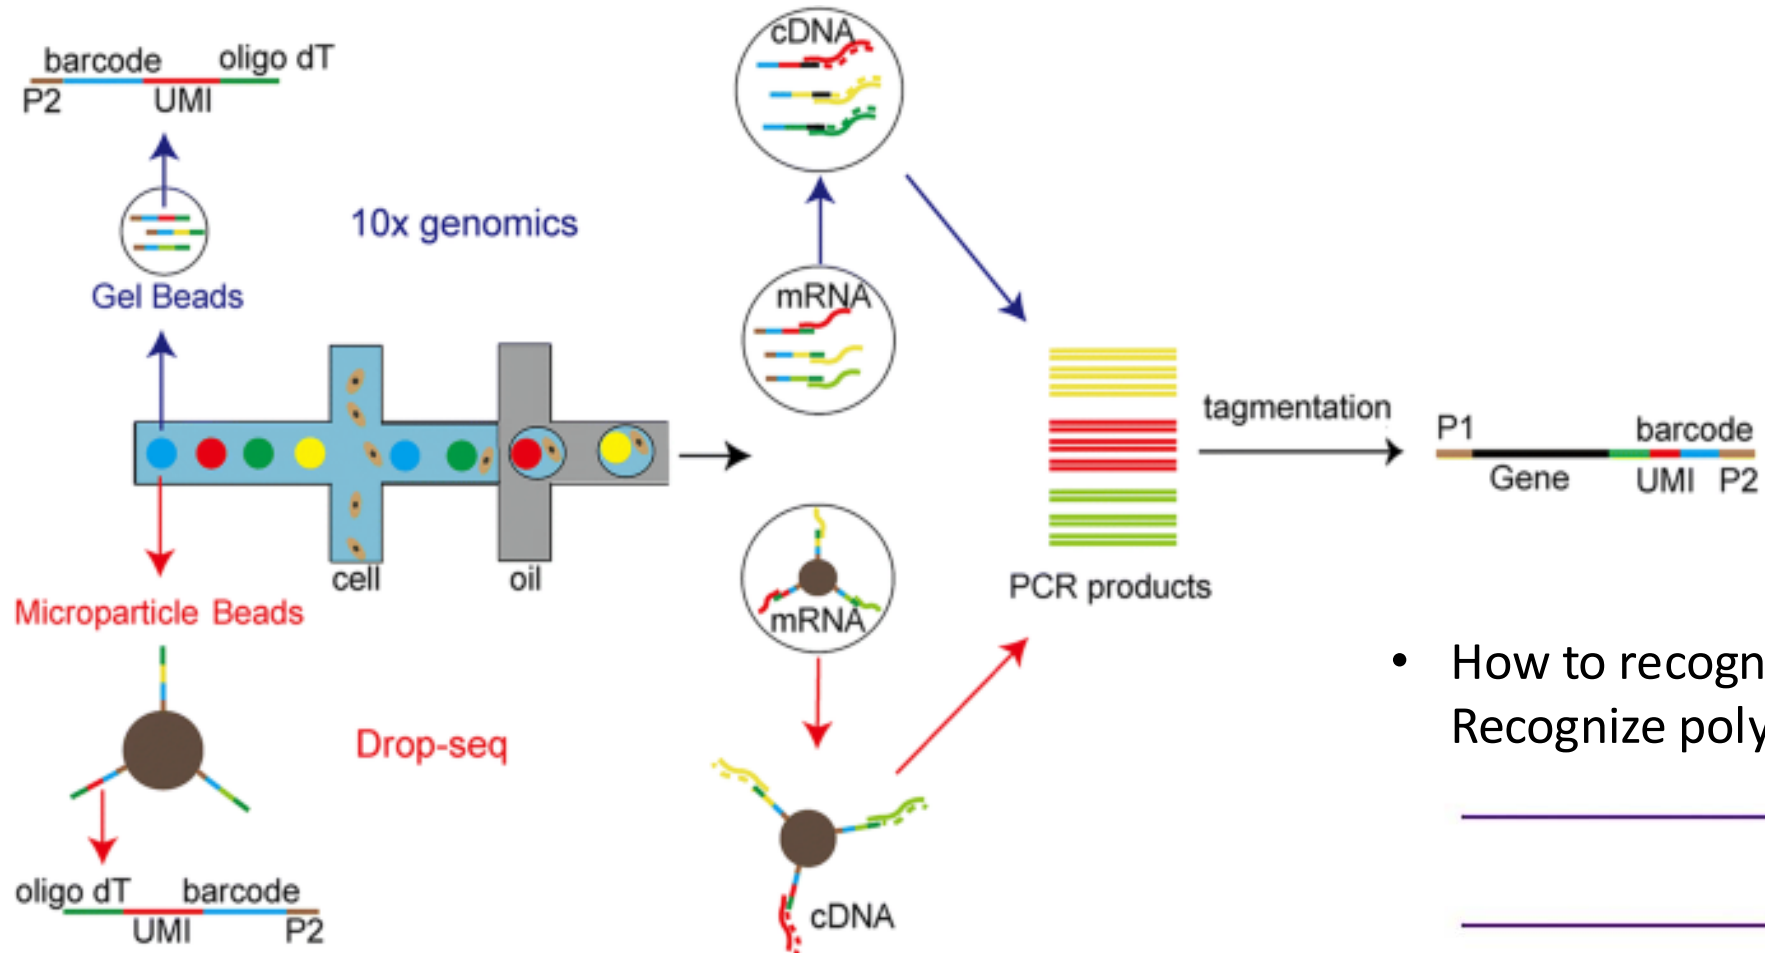 barcode oligo dT
P2 UMI
Gel Beads
10x genomics
cDNA
mRNA
cell
oil
Microparticle Beads
mRNA
Drop-seq
oligo dT barcode
UMI P2
cDNA
PCR products
tagmentation
P1 barcode
Gene UMI P2
• How to recogn
Recognize poly